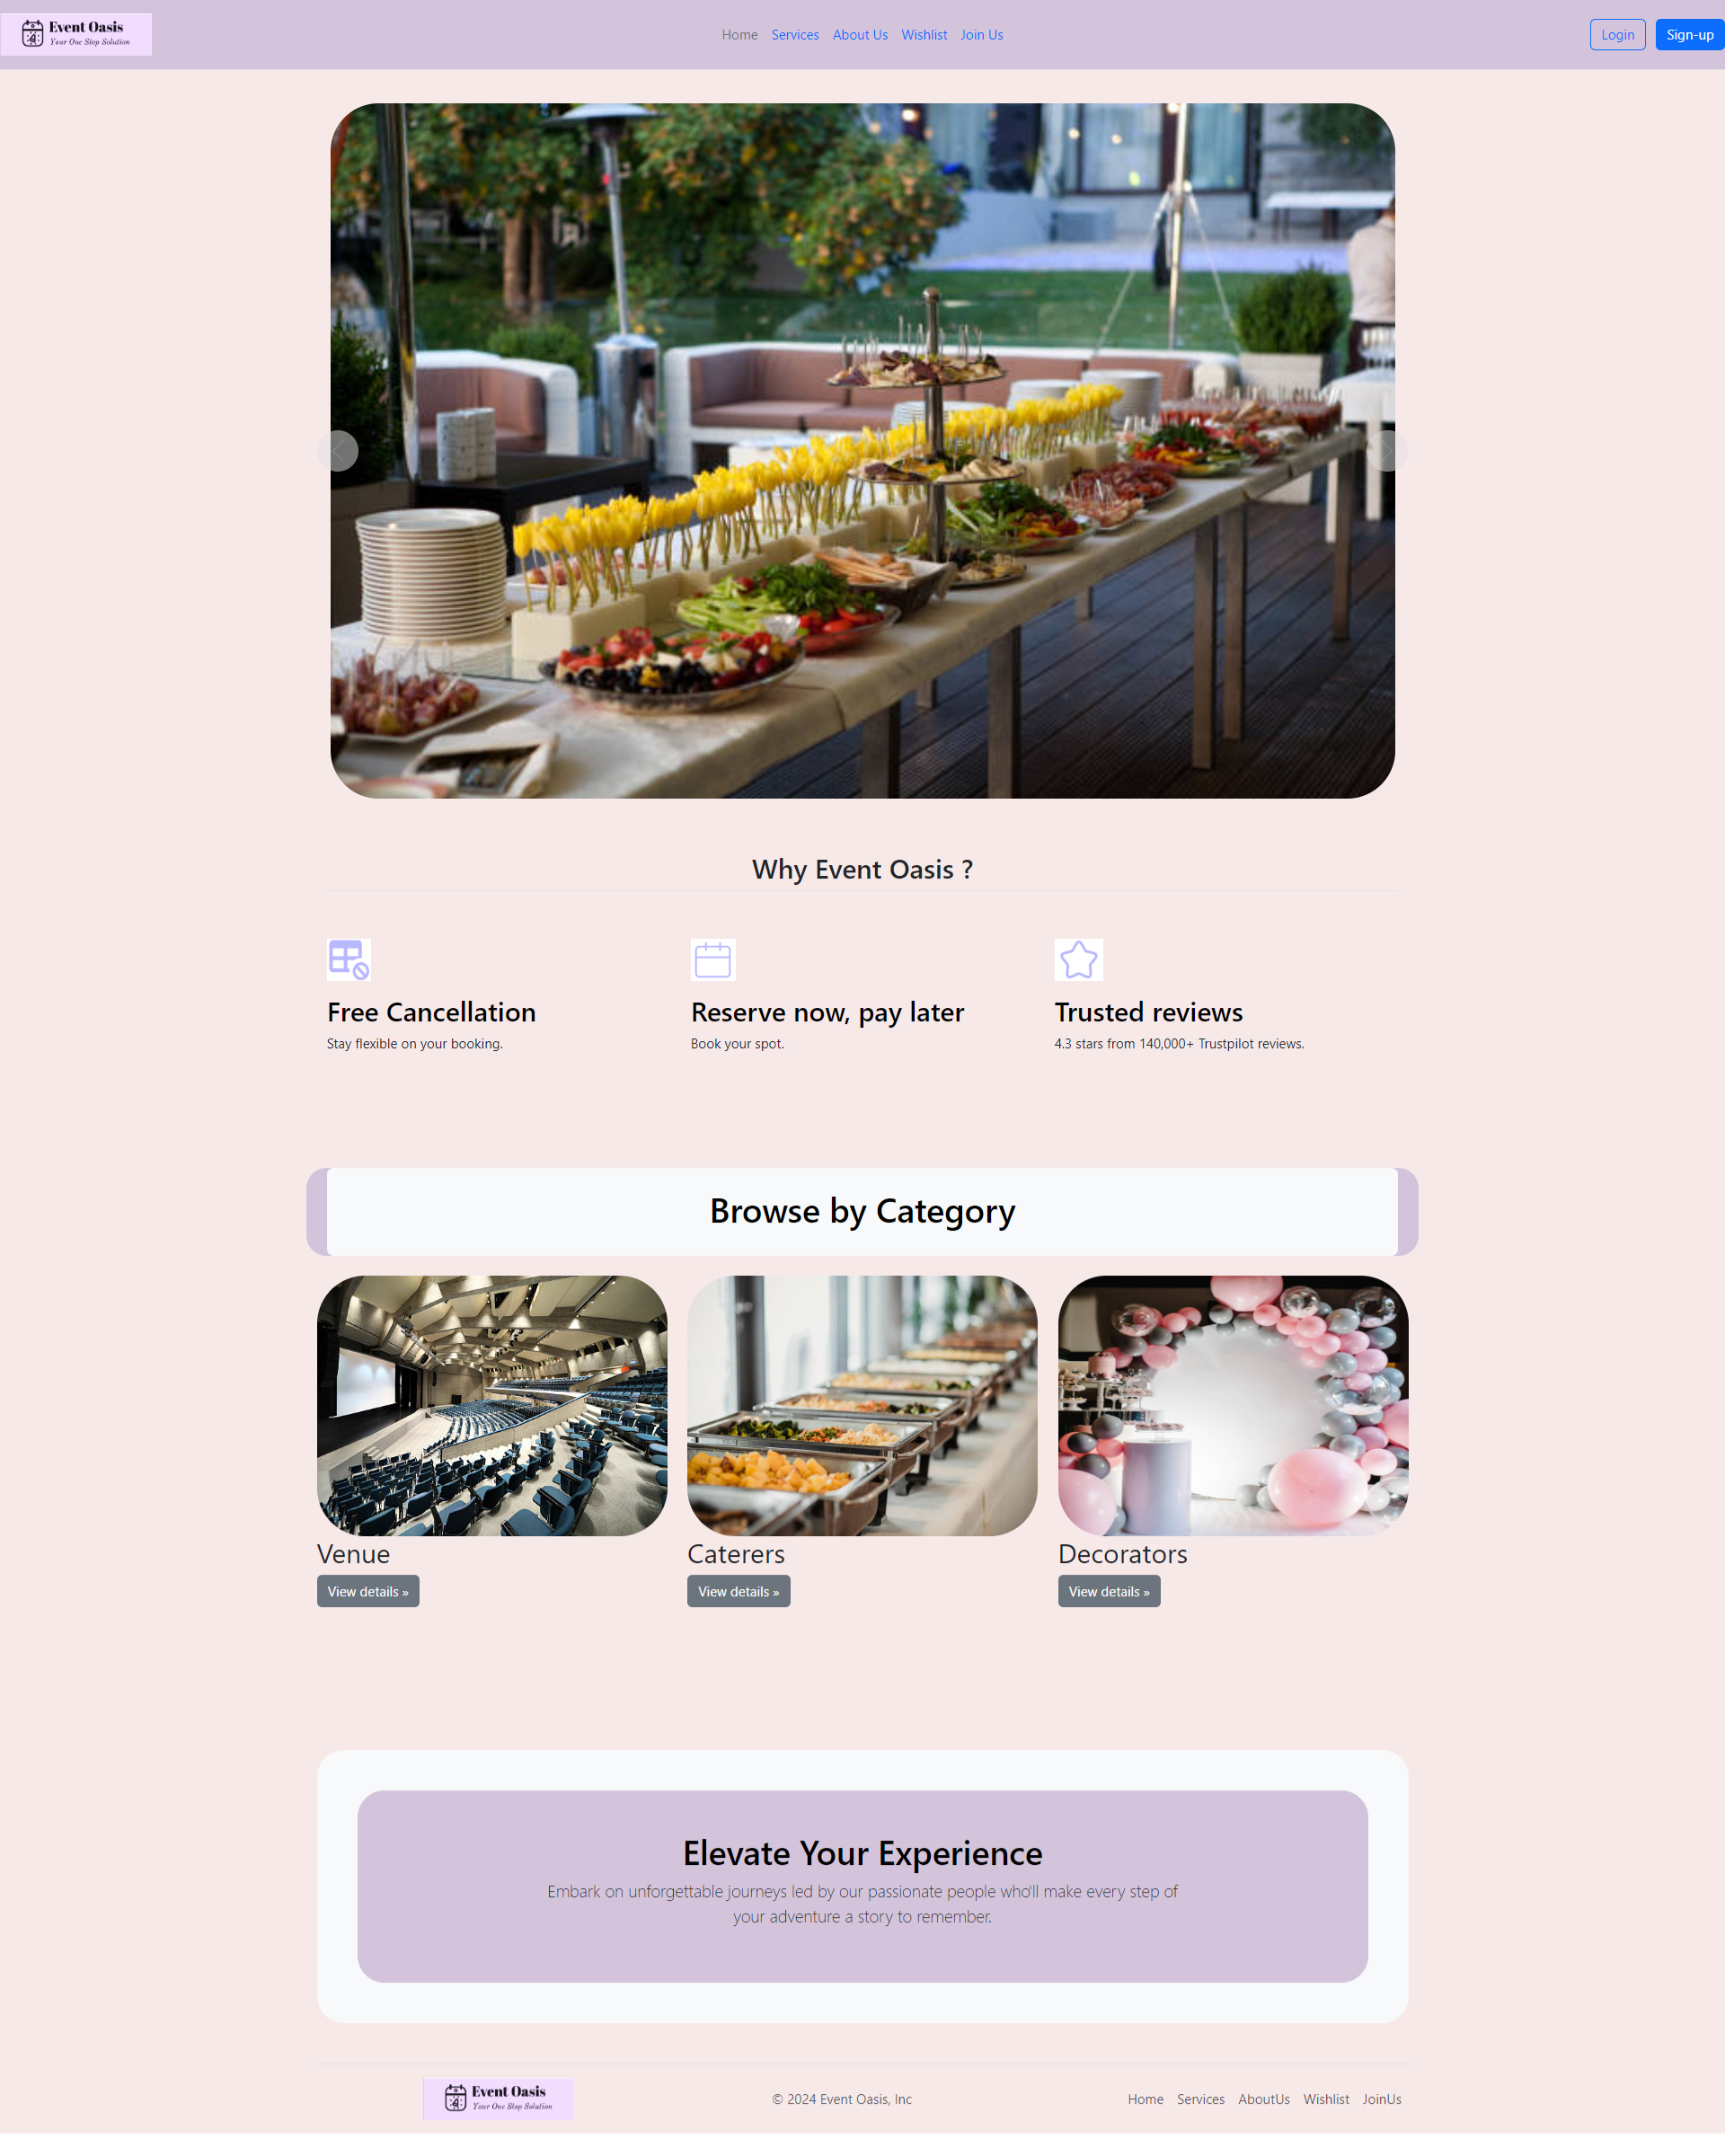 Event Oasis
Your One Stop Solution
Home Services About Us Wishlist Join Us
Login Sign-up
Why Event Oasis ?
Free Cancellation
Stay flexible on your booking.
Reserve now, pay later
Book your spot.
Trusted reviews
4.3 stars from 140,000+ Trustpilot reviews.
Browse by Category
Venue
View details »
Caterers
View details »
Decorators
View details »
Elevate Your Experience
Embark on unforgettable journeys led by our passionate people who'll make every step of
your adventure a story to remember.
Event Oasis
Your One Stop Solution
© 2024 Event Oasis, Inc
Home Services AboutUs Wishlist JoinUs